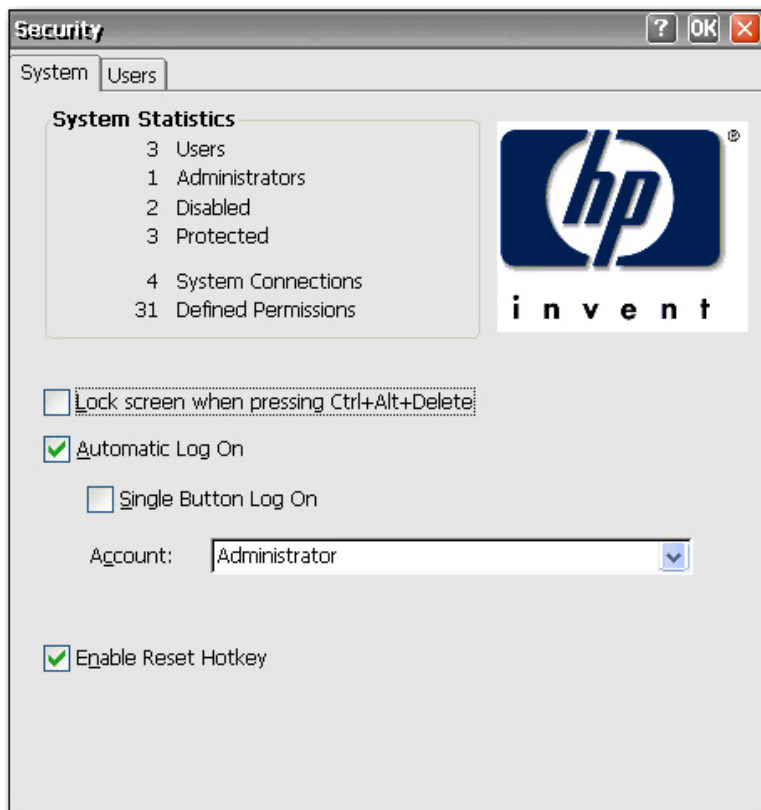 Security ? OK
System Users
System Statistics
3 Users
1 Administrators
2 Disabled
3 Protected
4 System Connections
31 Defined Permissions
hp ®
invent
Lock screen when pressing Ctrl+Alt+Delete
Automatic Log On
Single Button Log On
Account: Administrator
Enable Reset Hotkey